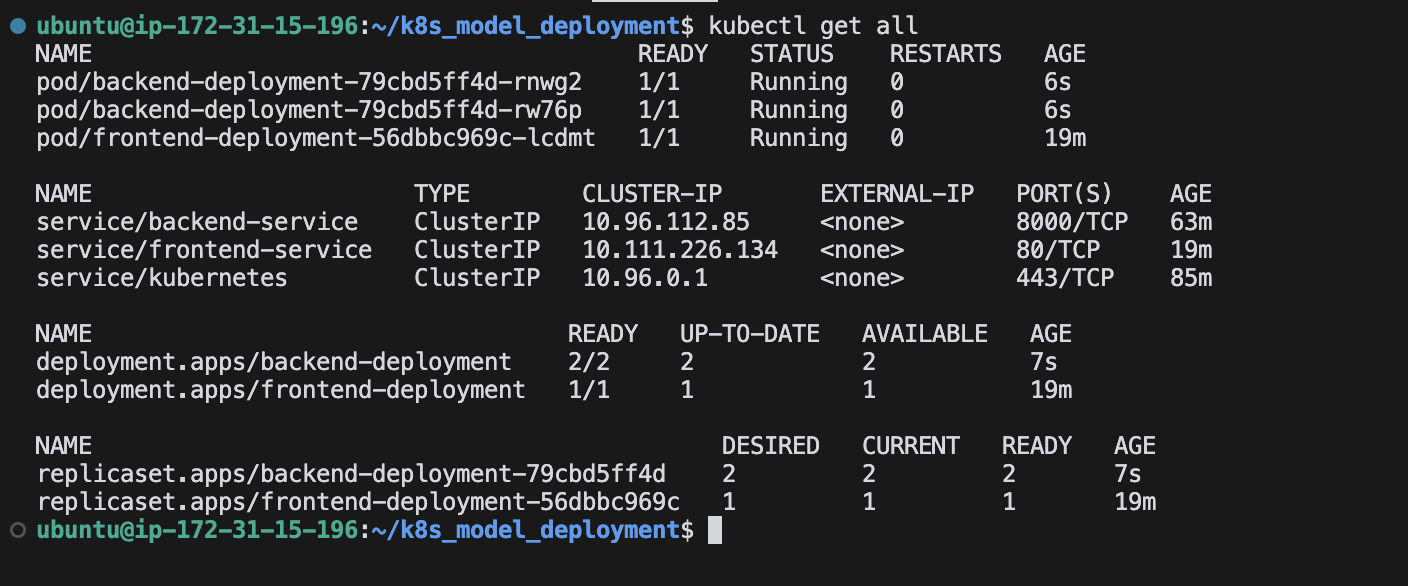 ubuntu@ip-172-31-15-196:~/k8s_model_deployment$ kubectl get all
NAME READY STATUS RESTARTS AGE
pod/backend-deployment-79cbd5ff4d-rnwg2 1/1 Running 0 6s
pod/backend-deployment-79cbd5ff4d-rw76p 1/1 Running 0 6s
pod/frontend-deployment-56dbbc969c-lcdmt 1/1 Running 0 19m
NAME TYPE CLUSTER-IP EXTERNAL-IP PORT(S) AGE
service/backend-service ClusterIP 10.96.112.85 <none> 8000/TCP 63m
service/frontend-service ClusterIP 10.111.226.134 <none> 80/TCP 19m
service/kubernetes ClusterIP 10.96.0.1 <none> 443/TCP 85m
NAME READY UP-TO-DATE AVAILABLE AGE
deployment.apps/backend-deployment 2/2 2 2 7s
deployment.apps/frontend-deployment 1/1 1 1 19m
NAME DESIRED CURRENT READY AGE
replicaset.apps/backend-deployment-79cbd5ff4d 2 2 2 7s
replicaset.apps/frontend-deployment-56dbbc969c 1 1 1 19m
ubuntu@ip-172-31-15-196:~/k8s_model_deployment$